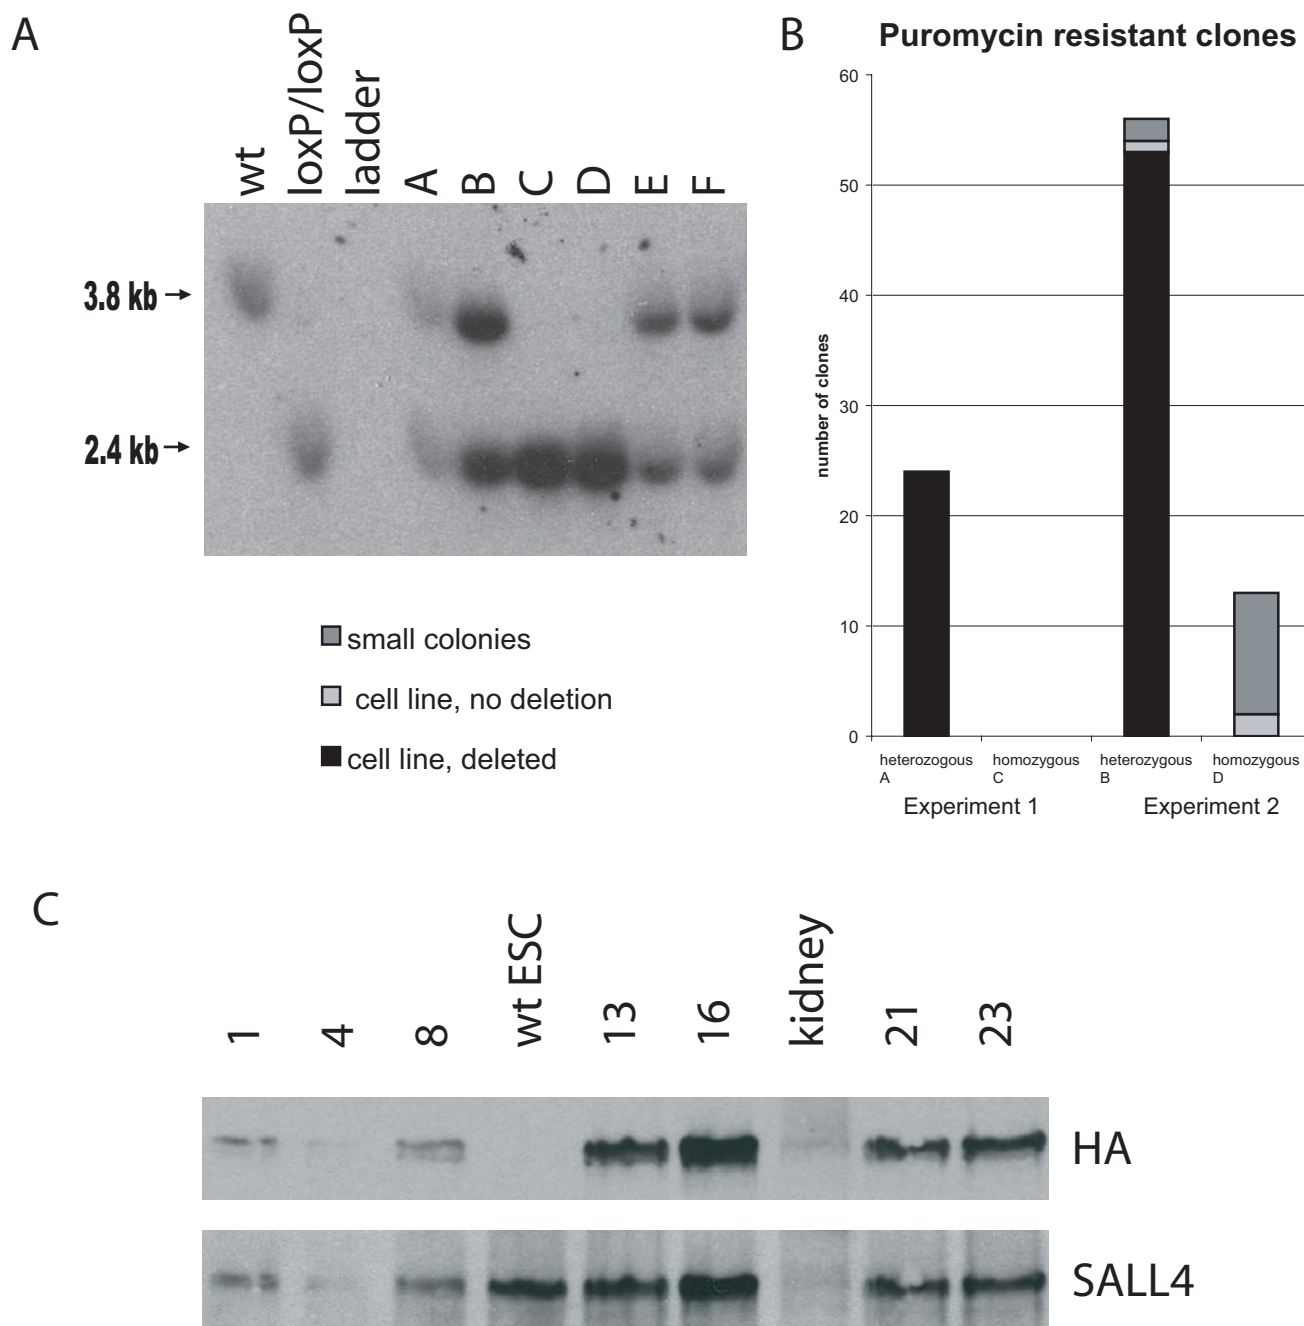 A
wt
loxP/loxP
ladder
A
B
C
D
E
F
3.8 kb
2.4 kb
small colonies
cell line, no deletion
cell line, deleted
B
Puromycin resistant clones
number of clones
60
50
40
30
20
10
0
heterozogous
A
homozygous
C
heterozygous
B
homozygous
D
Experiment 1
Experiment 2
C
1
4
8
wt ESC
13
16
kidney
21
23
HA
SALL4